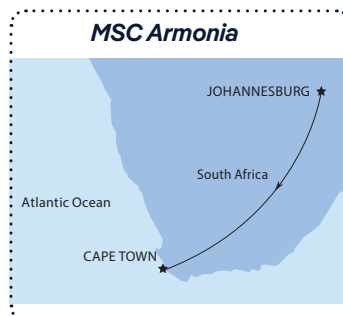 MSC Armonia
JOHANNESBURG
South Africa
Atlantic Ocean
CAPE TOWN